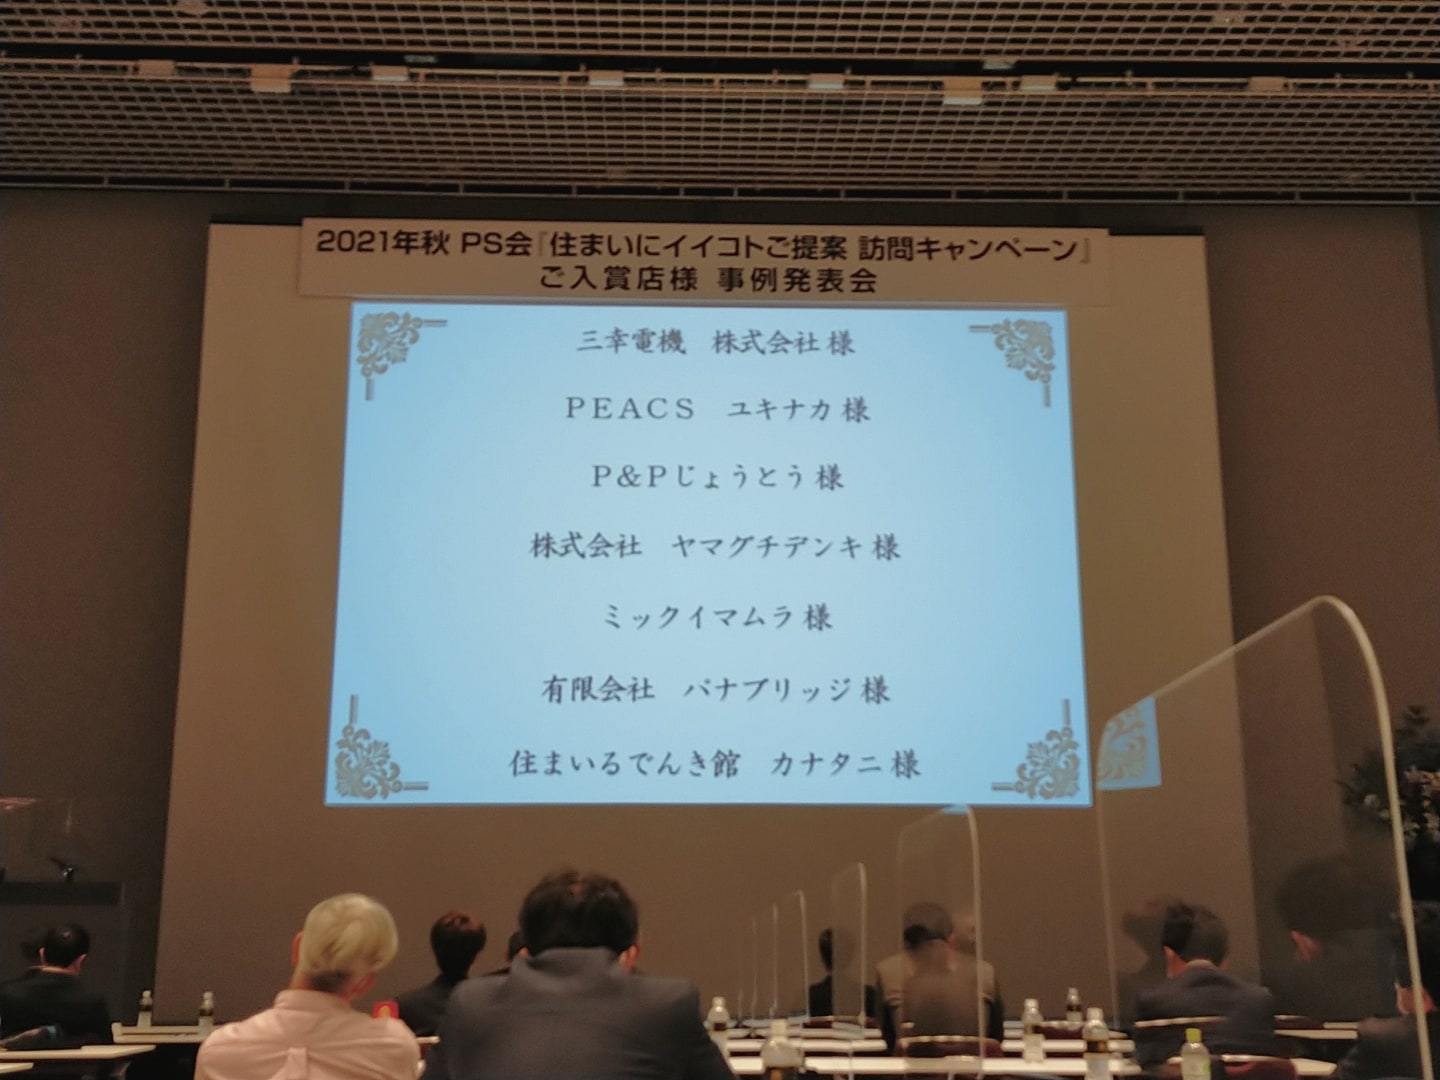 2021年秋 PS会『住まいにイイコトご提案 訪問キャンペーン』
ご入賞店様 事例発表会
三幸電機 株式会社 様
PEACS ユキナカ 様
P&Pじょうとう 様
株式会社 ヤマグチデンキ 様
ミックイマムラ 様
有限会社 パナブリッジ 様
住まいるでんき館 カナタニ 様